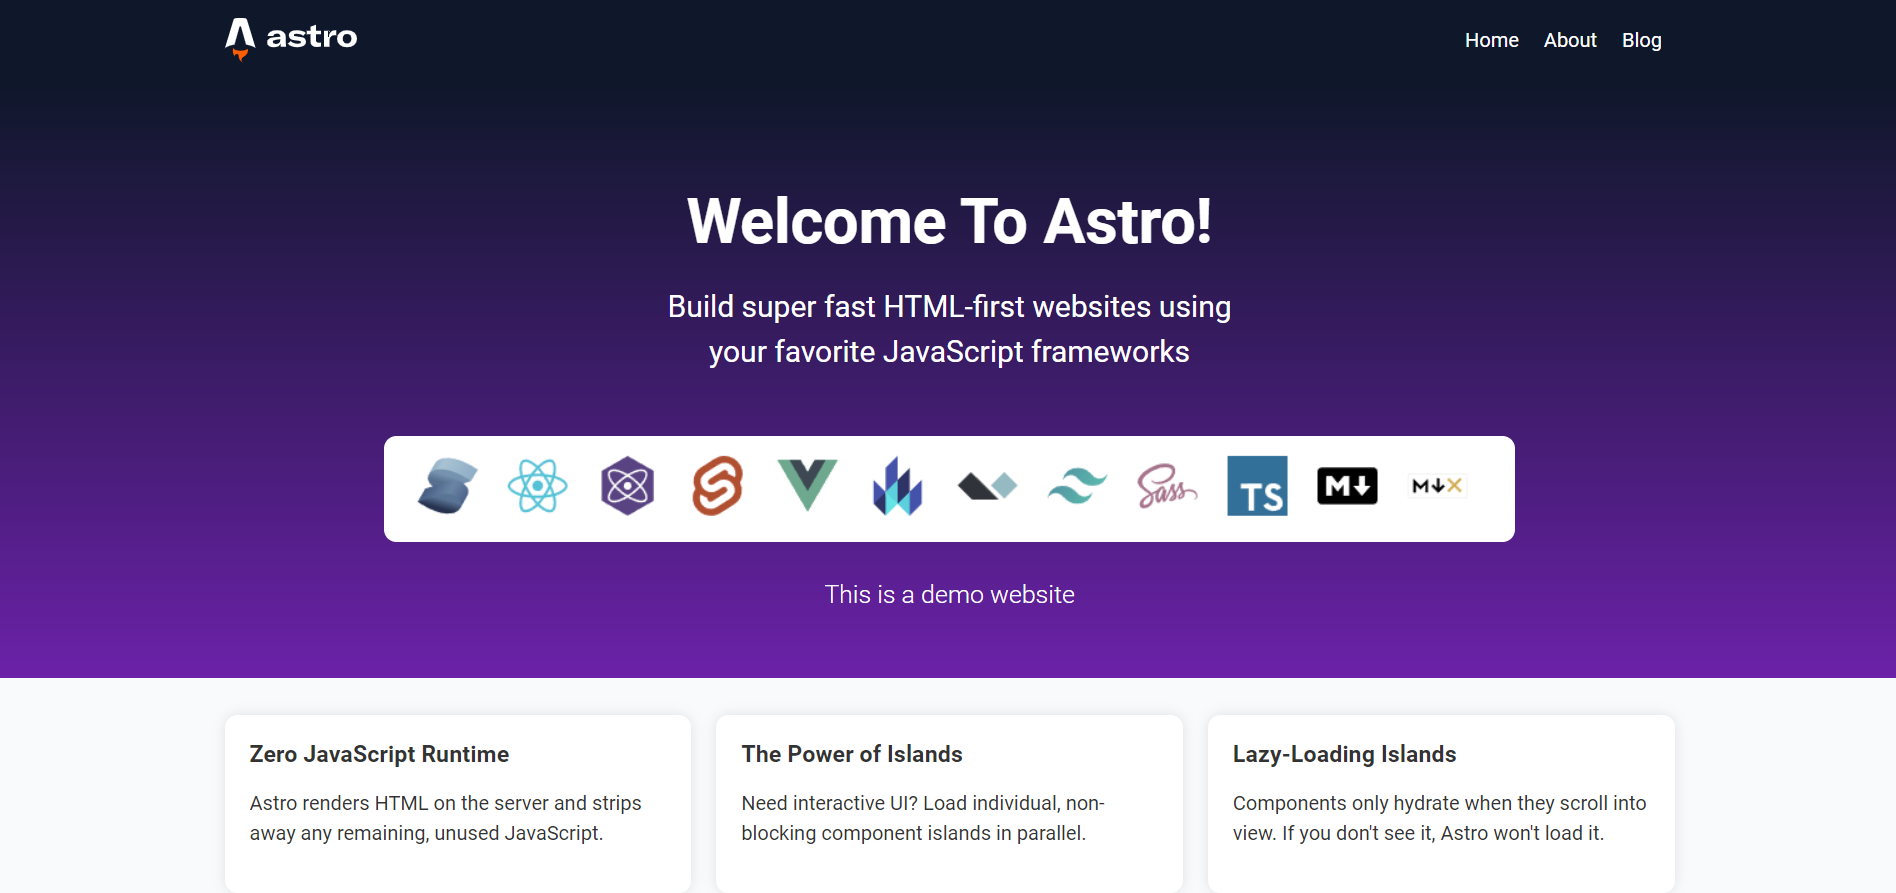 astro
Home About Blog
Welcome To Astro!
Build super fast HTML-first websites using
your favorite JavaScript frameworks
Sass
TS
M
M X
This is a demo website
Zero JavaScript Runtime
Astro renders HTML on the server and strips
away any remaining, unused JavaScript.
The Power of Islands
Need interactive UI? Load individual, non-
blocking component islands in parallel.
Lazy-Loading Islands
Components only hydrate when they scroll into
view. If you don't see it, Astro won't load it.